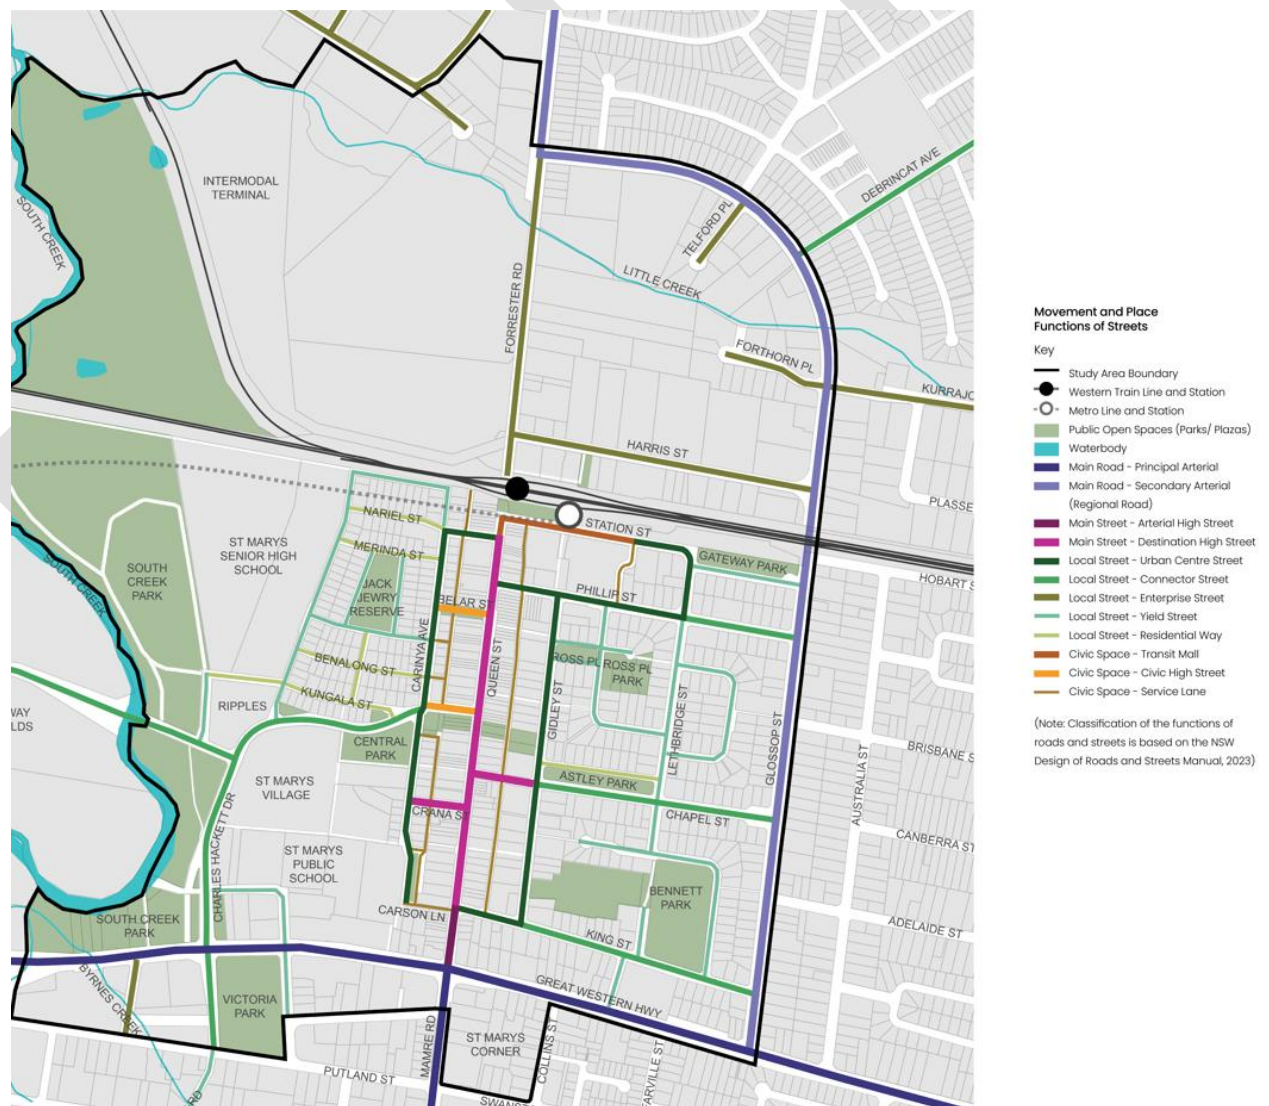 INTERMODAL
TERMINAL
SOUTH CREEK
DEBRINCAT AVE
TELFORD PL
LITTLE CREEK
FORRESTER RD
FORTHORN PL
KURRAJO
HARRIS ST
PLASSE
STATION ST
NARIEL ST
MERINDA ST
ST MARYS
SENIOR HIGH
SCHOOL
GATEWAY PARK
HOBART S
SOUTH CREEK
SOUTH
CREEK
PARK
JACK
JEWRY
RESERVE
BELAR ST
PHILLIP ST
CARINYA AVE
QUEEN ST
BENALONG ST
ROSS PL
ROSS PL
PARK
KUNGALA ST
GIDLEY ST
LETHBRIDGE ST
GLOSSOP ST
RIPPLES
WAY
LDS
CENTRAL
PARK
BRISBANE S
AUSTRALIA ST
ASTLEY PARK
ST MARYS
VILLAGE
CRANA ST
CHAPEL ST
CANBERRA ST
CHARLES HACKETT DR
ST MARYS
PUBLIC
SCHOOL
BENNETT
PARK
CARSON LN
SOUTH CREEK
PARK
ADELAIDE ST
KING ST
BYRNES CREEK
GREAT WESTERN HWY
VICTORIA
PARK
MAMRE RD
ST MARYS
CORNER
COLLINS ST
PUTLAND ST
ARVILLE ST
SWANS
RD
Movement and Place
Functions of Streets
Key
Study Area Boundary
Western Train Line and Station
Metro Line and Station
Public Open Spaces (Parks/ Plazas)
Waterbody
Main Road - Principal Arterial
Main Road - Secondary Arterial
(Regional Road)
Main Street - Arterial High Street
Main Street - Destination High Street
Local Street - Urban Centre Street
Local Street - Connector Street
Local Street - Enterprise Street
Local Street - Yield Street
Local Street - Residential Way
Civic Space - Transit Mall
Civic Space - Civic High Street
Civic Space - Service Lane
(Note: Classification of the functions of
roads and streets is based on the NSW
Design of Roads and Streets Manual, 2023)